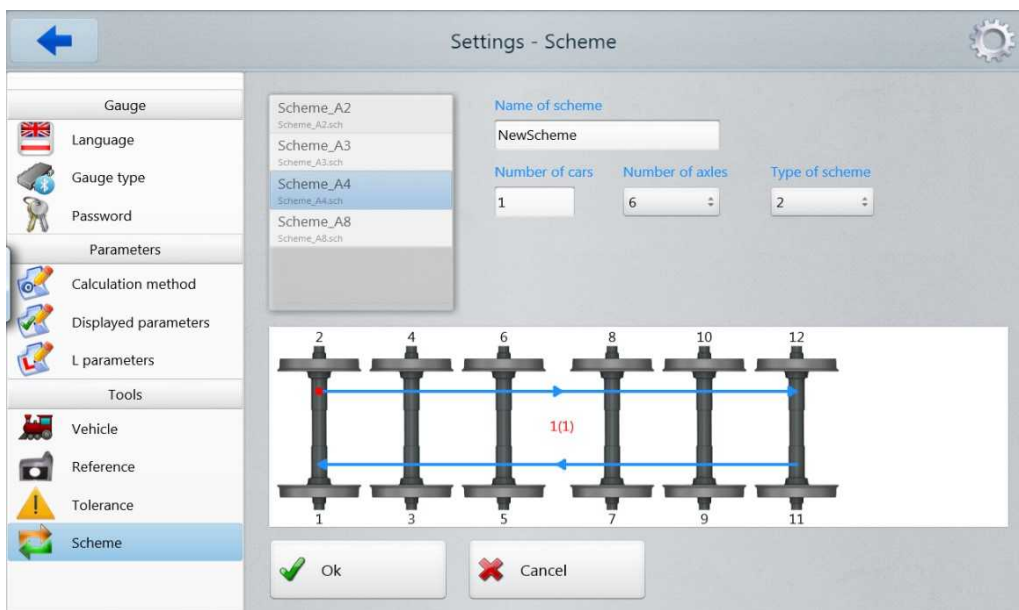 Settings - Scheme
Gauge
Language
Gauge type
Password
Parameters
Calculation method
Displayed parameters
L parameters
Tools
Vehicle
Reference
Tolerance
Scheme
Scheme_A2
Scheme_A2.sch
Scheme_A3
Scheme_A3.sch
Scheme_A4
Scheme_A4.sch
Scheme_A8
Scheme_A8.sch
Name of scheme
NewScheme
Number of cars Number of axles Type of scheme
1 6 2
2 4 6 8 10 12
1(1)
1 3 5 7 9 11
Ok Cancel